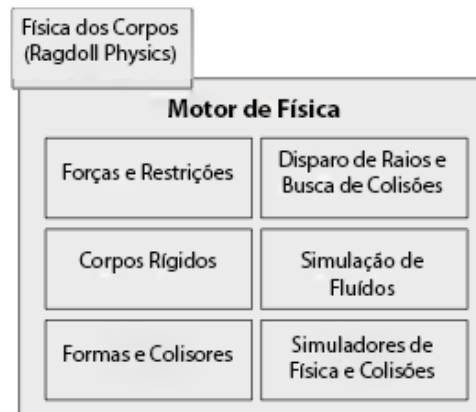 Física dos Corpos
(Ragdoll Physics)
Motor de Física
Forças e Restrições
Disparo de Raios e
Busca de Colisões
Corpos Rígidos
Simulação de
Fluídos
Formas e Colisores
Simuladores de
Física e Colisões